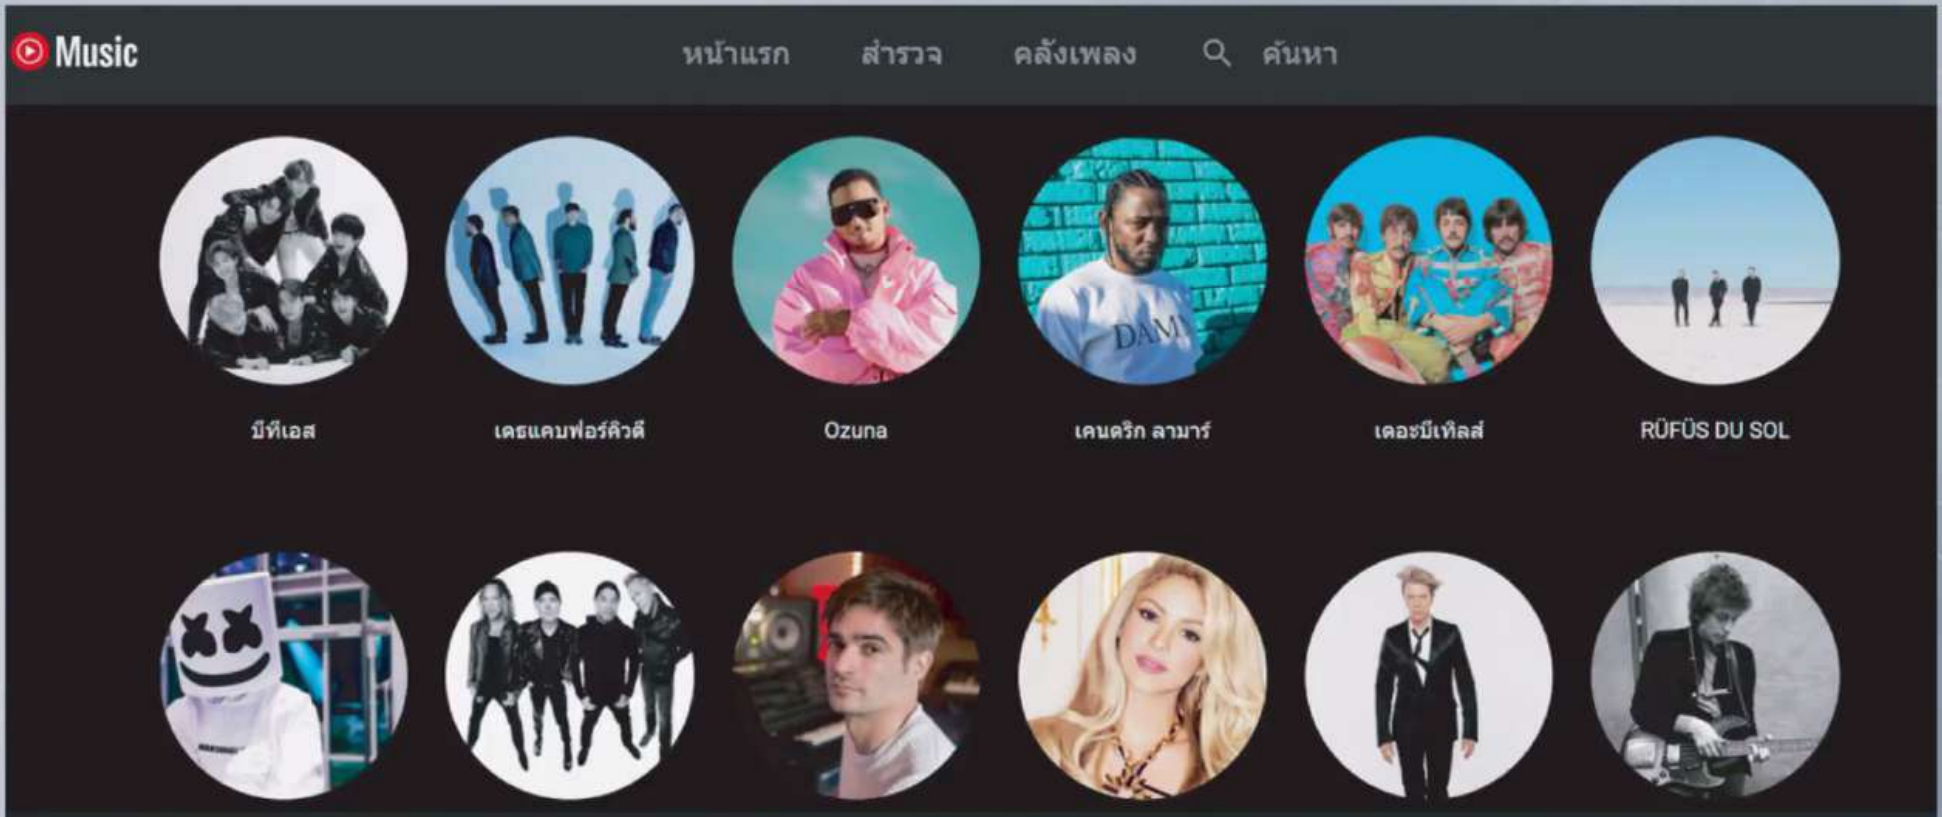 Music
หน้าแรก สำรวจ คลังเพลง ค้นหา
DAMN
บีทีเอส เดธแคบฟอร์คิวตี Ozuna เคนดริก ลามาร์ เดอะบีเทิลส์ RÜFÜS DU SOL